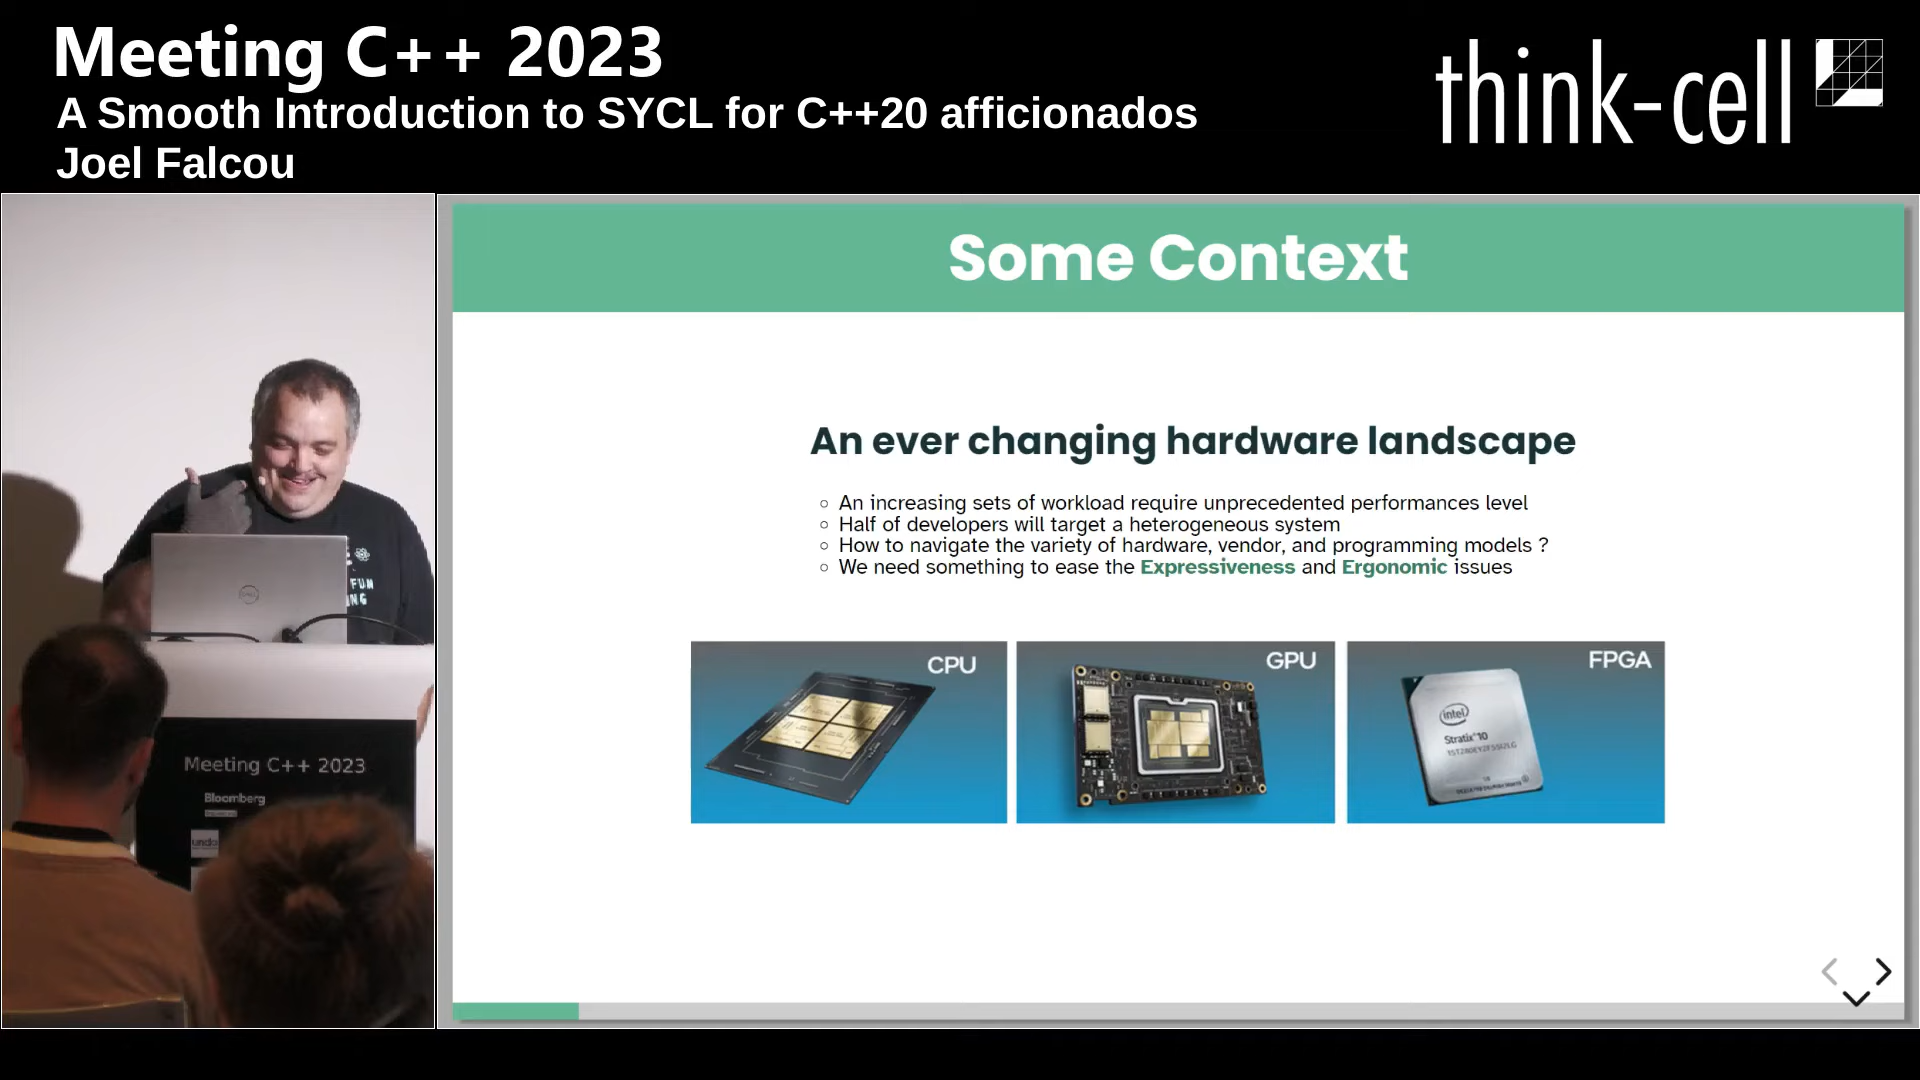 Meeting C++ 2023
A Smooth Introduction to SYCL for C++20 afficionados
Joel Falcou
think-cell
Some Context
An ever changing hardware landscape
An increasing sets of workload require unprecedented performances level
Half of developers will target a heterogeneous system
How to navigate the variety of hardware, vendor, and programming models ?
We need something to ease the Expressiveness and Ergonomic issues
CPU
GPU
FPGA
intel
Stratix 10
DELL
FUN
Meeting C++ 2023
Bloomberg